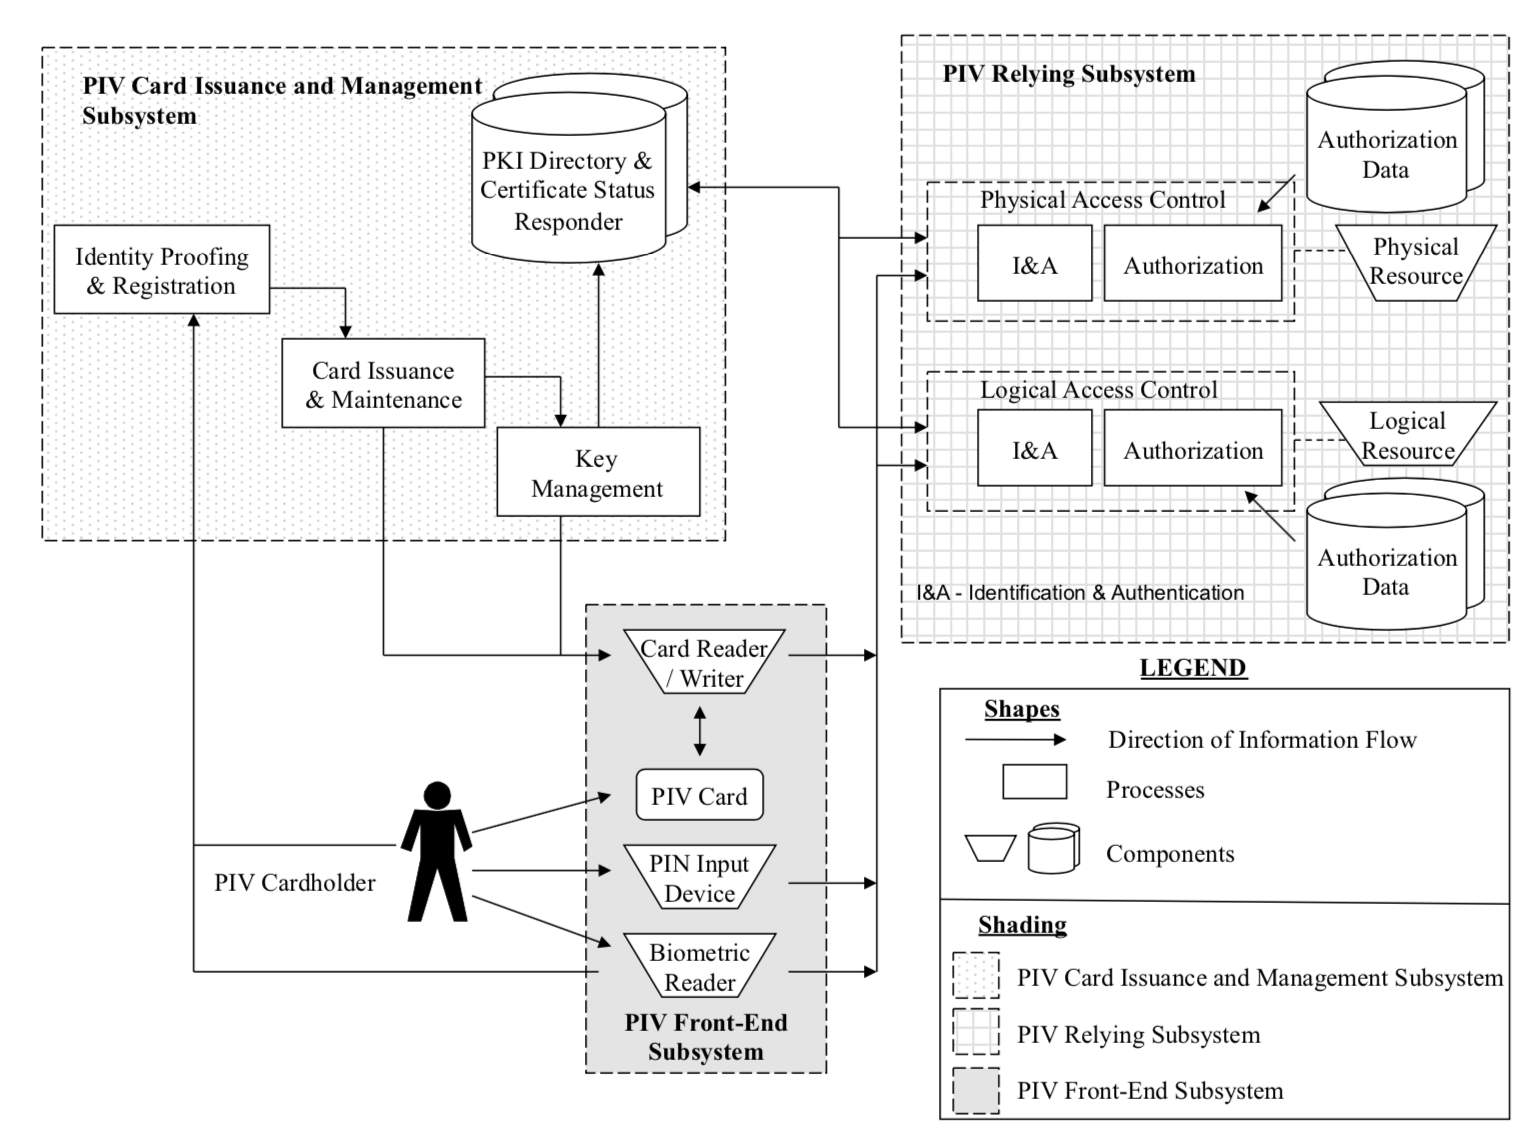 PIV Card Issuance and Management
Subsystem
PKI Directory &
Certificate Status
Responder
Identity Proofing
& Registration
Card Issuance
& Maintenance
Key
Management
PIV Relying Subsystem
Authorization
Data
Physical Access Control
I&A
Authorization
Physical
Resource
Logical Access Control
I&A
Authorization
Logical
Resource
Authorization
Data
I&A - Identification & Authentication
Card Reader
/ Writer
PIV Card
PIN Input
Device
Biometric
Reader
PIV Front-End
Subsystem
PIV Cardholder
LEGEND
Shapes
Direction of Information Flow
Processes
Components
Shading
PIV Card Issuance and Management Subsystem
PIV Relying Subsystem
PIV Front-End Subsystem